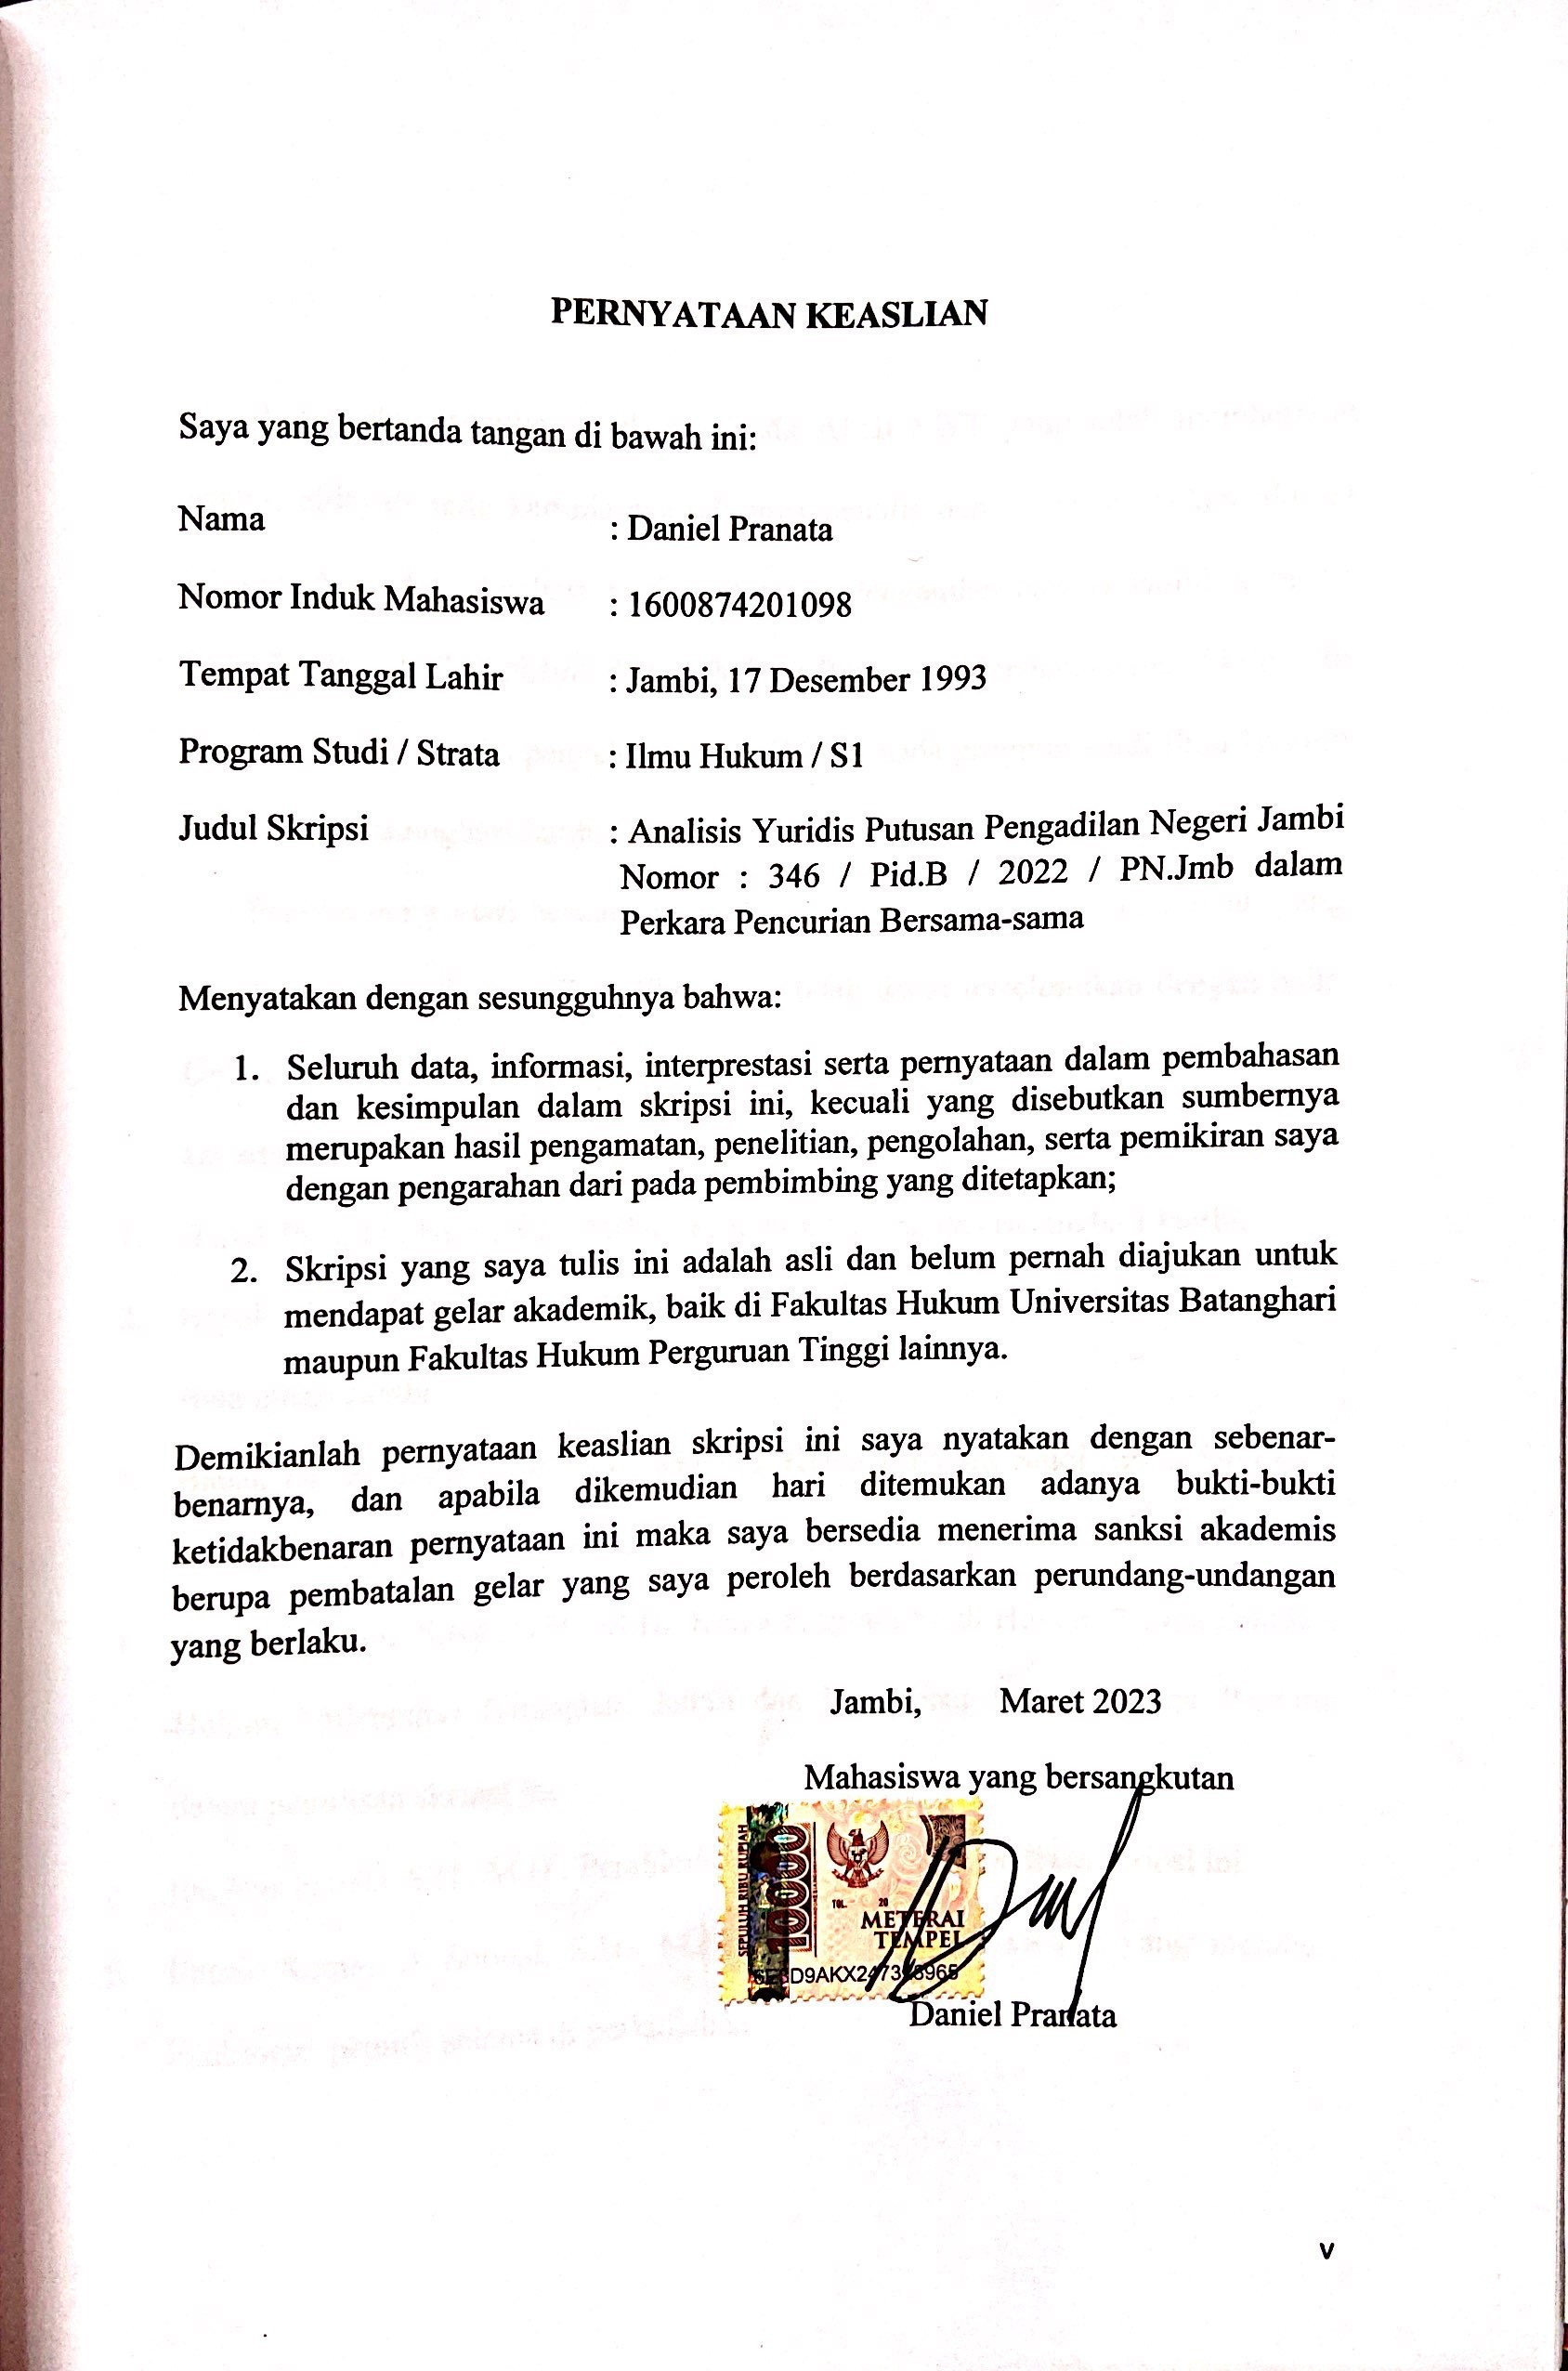 PERNYATAAN KEASLIAN
Saya yang bertanda tangan di bawah ini:
Nama : Daniel Pranata
Nomor Induk Mahasiswa : 1600874201098
Tempat Tanggal Lahir : Jambi, 17 Desember 1993
Program Studi / Strata : Ilmu Hukum / S1
Judul Skripsi : Analisis Yuridis Putusan Pengadilan Negeri Jambi
Nomor : 346 / Pid.B / 2022 / PN.Jmb dalam
Perkara Pencurian Bersama-sama
Menyatakan dengan sesungguhnya bahwa:
1. Seluruh data, informasi, interprestasi serta pernyataan dalam pembahasan
dan kesimpulan dalam skripsi ini, kecuali yang disebutkan sumbernya
merupakan hasil pengamatan, penelitian, pengolahan, serta pemikiran saya
dengan pengarahan dari pada pembimbing yang ditetapkan;
2. Skripsi yang saya tulis ini adalah asli dan belum pernah diajukan untuk
mendapat gelar akademik, baik di Fakultas Hukum Universitas Batanghari
maupun Fakultas Hukum Perguruan Tinggi lainnya.
Demikianlah pernyataan keaslian skripsi ini saya nyatakan dengan sebenar-
benarnya, dan apabila dikemudian hari ditemukan adanya bukti-bukti
ketidakbenaran pernyataan ini maka saya bersedia menerima sanksi akademis
berupa pembatalan gelar yang saya peroleh berdasarkan perundang-undangan
yang berlaku.
Jambi, Maret 2023
Mahasiswa yang bersangkutan
SEPULUH RIBU RUPIAH
10000
TGL. 20
METERAI
TEMPEL
Daniel Pranata
v